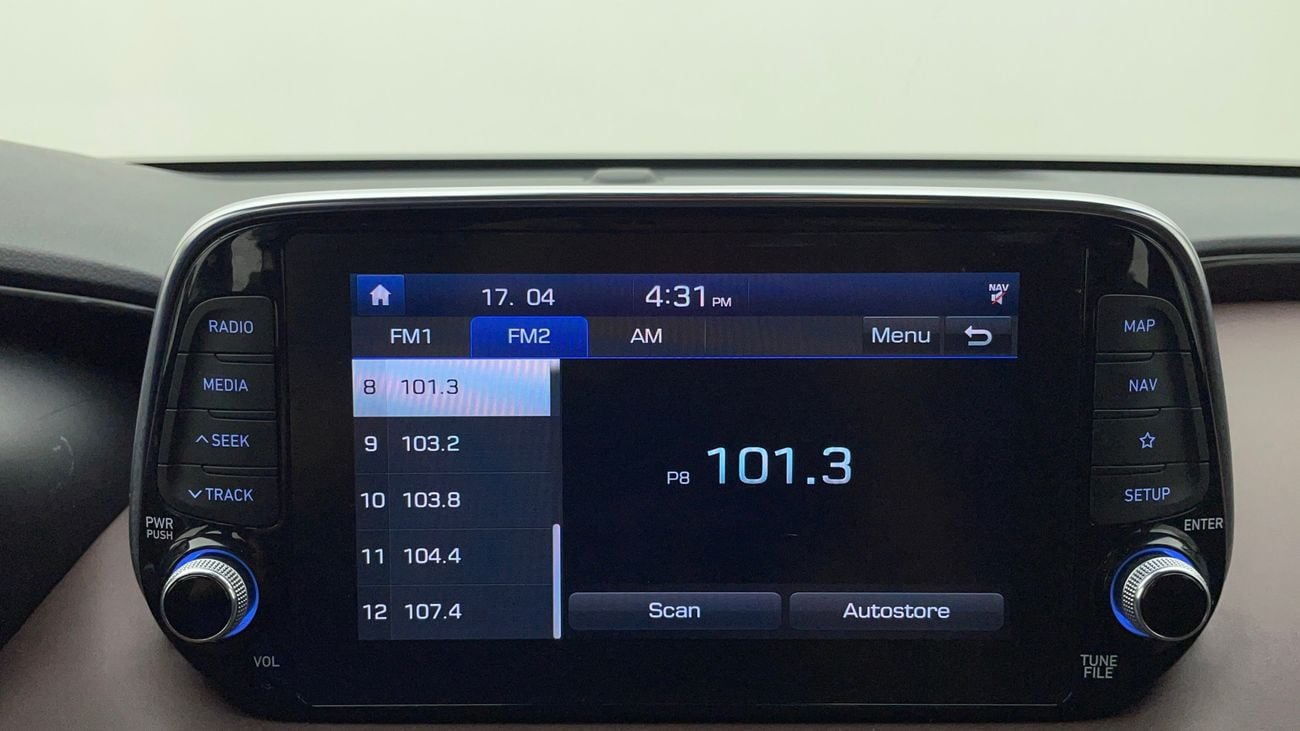 17. 04 4:31 PM NAV
FM1 FM2 AM Menu
8 101.3
9 103.2
10 103.8
11 104.4
12 107.4
P8 101.3
Scan Autostore
RADIO
MEDIA
SEEK
TRACK
PWR
PUSH
VOL
MAP
NAV
SETUP
ENTER
TUNE
FILE